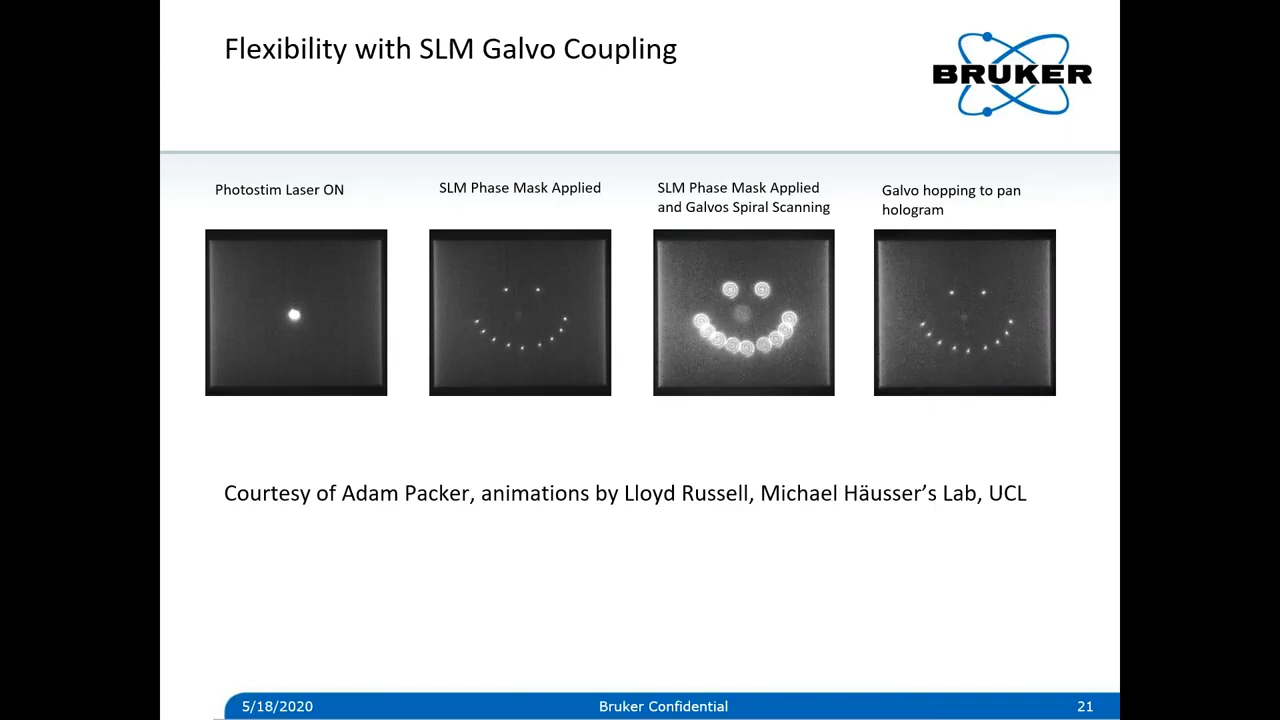 Flexibility with SLM Galvo Coupling
BRUKER
Photostim Laser ON
SLM Phase Mask Applied
SLM Phase Mask Applied
and Galvos Spiral Scanning
Galvo hopping to pan
hologram
Courtesy of Adam Packer, animations by Lloyd Russell, Michael Häusser’s Lab, UCL
5/18/2020
Bruker Confidential
21